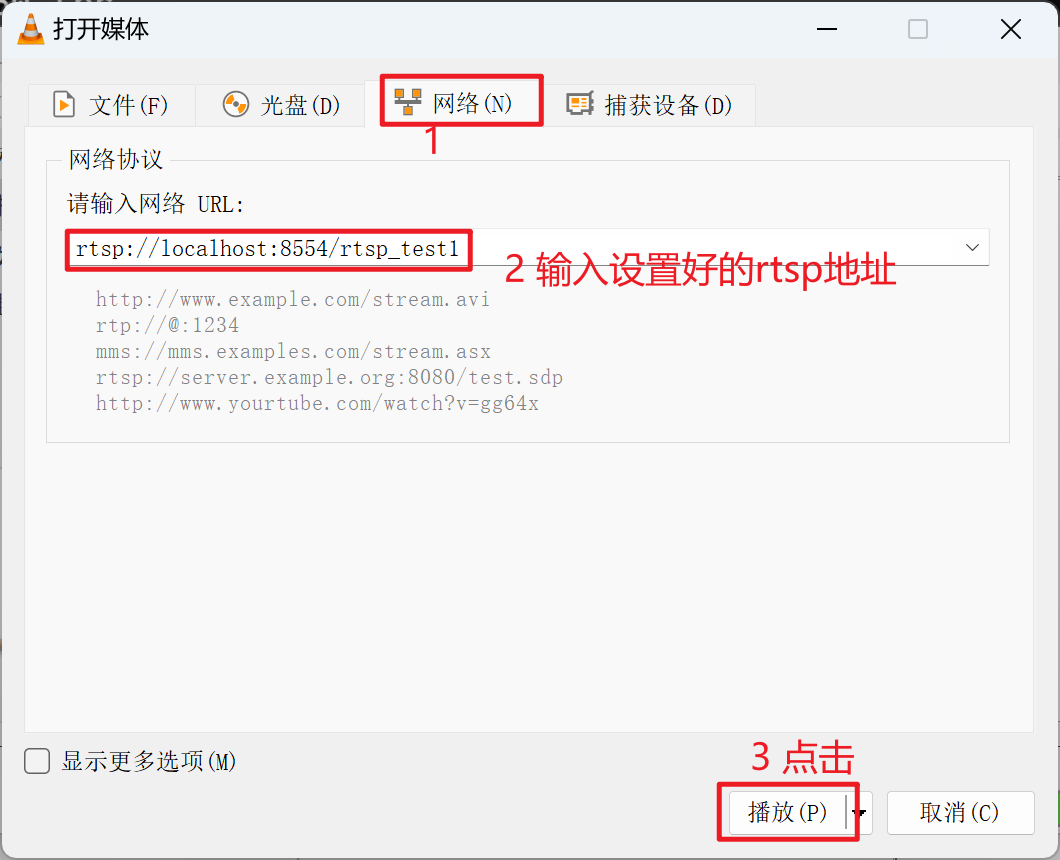 打开媒体
文件(F) 光盘(D) 网络(N) 捕获设备(D)
1
网络协议
请输入网络 URL:
rtsp://localhost:8554/rtsp_test1
2 输入设置好的rtsp地址
http://www.example.com/stream.avi
rtp://@:1234
mms://mms.examples.com/stream.asx
rtsp://server.example.org:8080/test.sdp
http://www.yourtube.com/watch?v=gg64x
显示更多选项(M)
3 点击
播放(P) 取消(C)